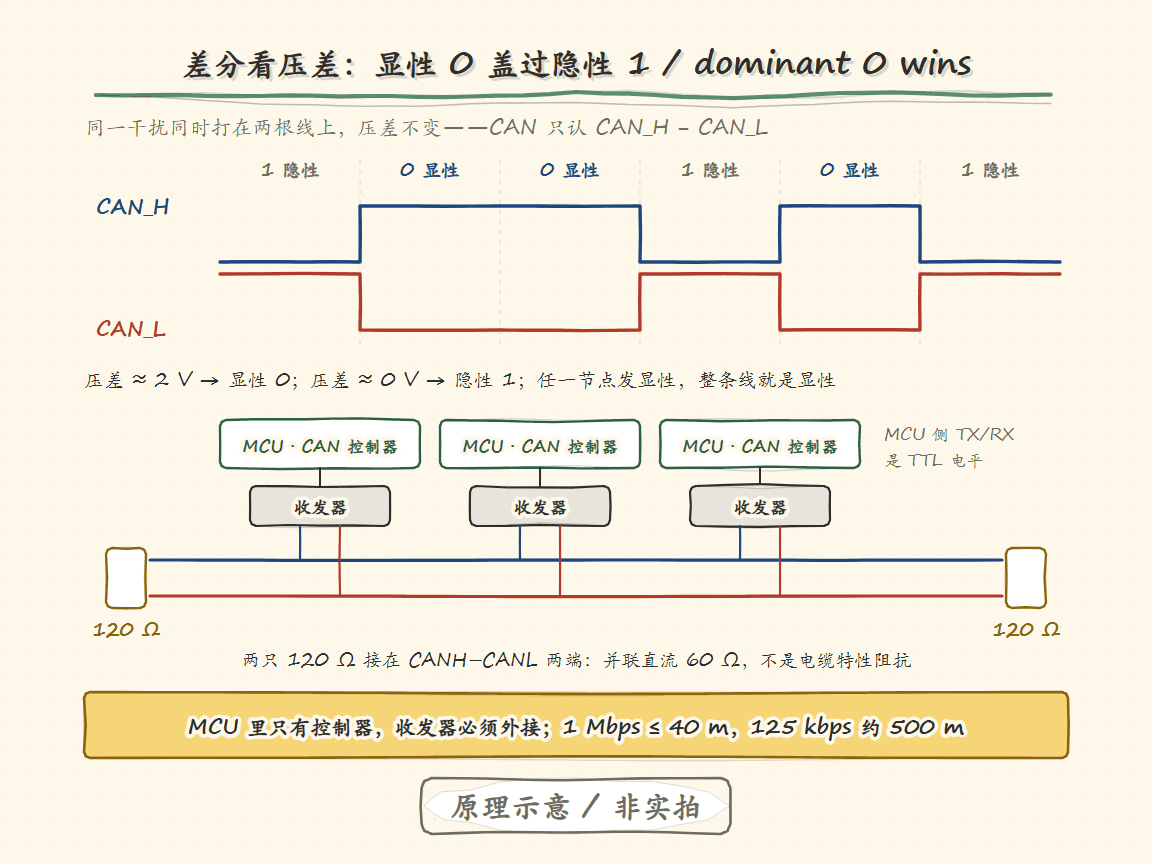 差分看压差：显性 0 盖过隐性 1 / dominant 0 wins
同一干扰同时打在两根线上，压差不变——CAN 只认 CAN_H − CAN_L
1 隐性 0 显性 0 显性 1 隐性 0 显性 1 隐性
CAN_H
CAN_L
压差 ≈ 2 V → 显性 0；压差 ≈ 0 V → 隐性 1；任一节点发显性，整条线就是显性
MCU · CAN 控制器 MCU · CAN 控制器 MCU · CAN 控制器
MCU 侧 TX/RX
是 TTL 电平
收发器 收发器 收发器
120 Ω 120 Ω
两只 120 Ω 接在 CANH–CANL 两端：并联直流 60 Ω，不是电缆特性阻抗
MCU 里只有控制器，收发器必须外接；1 Mbps ≤ 40 m，125 kbps 约 500 m
原理示意 / 非实拍